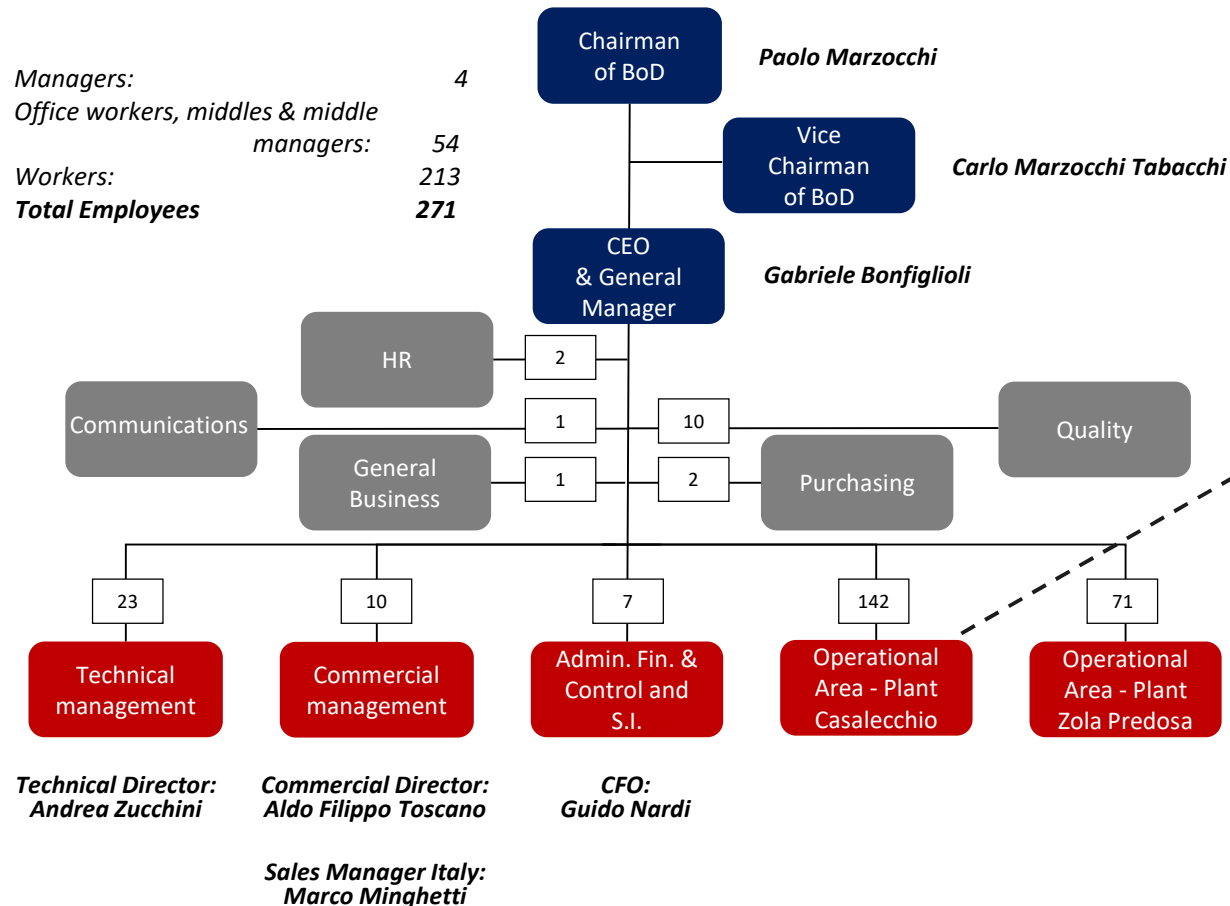 Chairman
of BoD
Paolo Marzocchi
Managers: 4
Office workers, middles & middle
managers: 54
Workers: 213
Total Employees 271
Vice
Chairman
of BoD
Carlo Marzocchi Tabacchi
CEO
& General
Manager
Gabriele Bonfiglioli
HR
2
Communications
1
10
Quality
General
Business
1
2
Purchasing
23
10
7
142
71
Technical
management
Commercial
management
Admin. Fin. &
Control and
S.I.
Operational
Area - Plant
Casalecchio
Operational
Area - Plant
Zola Predosa
Technical Director:
Andrea Zucchini
Commercial Director:
Aldo Filippo Toscano
CFO:
Guido Nardi
Sales Manager Italy:
Marco Minghetti